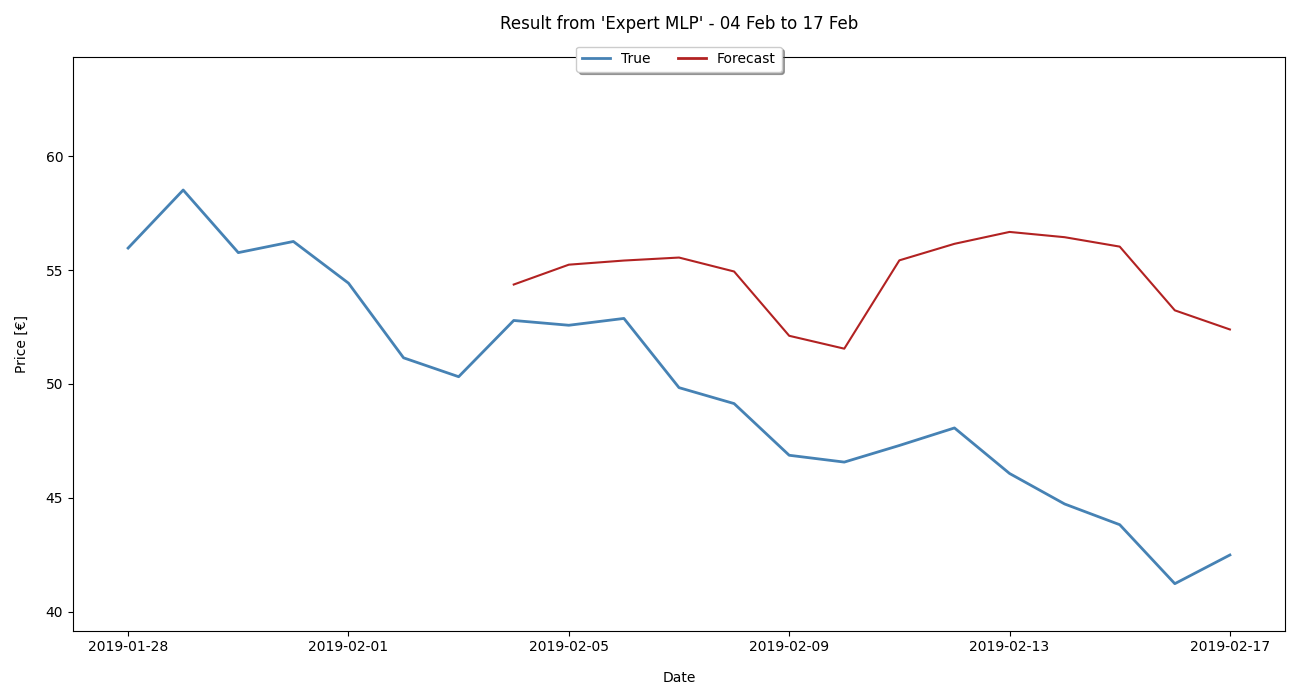 Result from 'Expert MLP' - 04 Feb to 17 Feb
True Forecast
60
55
50
45
40
Price [€]
2019-01-28 2019-02-01 2019-02-05 2019-02-09 2019-02-13 2019-02-17
Date